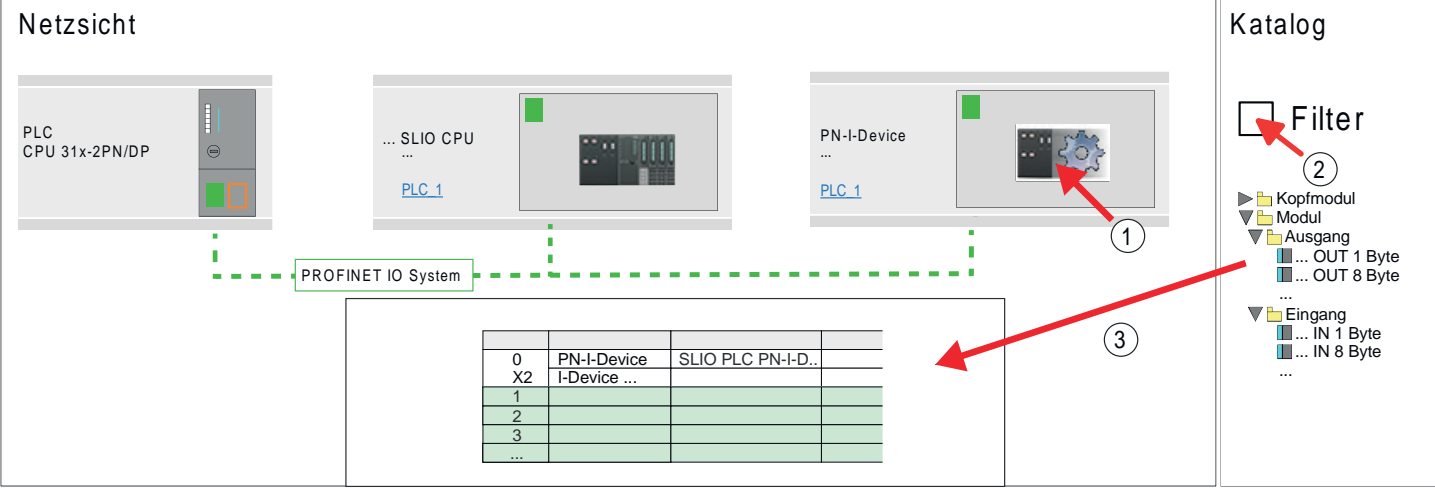 Netzsicht
PLC
CPU 31x-2PN/DP
... SLIO CPU
...
PLC_1
PN-I-Device
...
PLC_1
1
PROFINET IO System
0 PN-I-Device SLIO PLC PN-I-D..
X2 I-Device ...
1
2
3
...
3
Katalog
Filter
2
Kopfmodul
Modul
Ausgang
... OUT 1 Byte
... OUT 8 Byte
...
Eingang
... IN 1 Byte
... IN 8 Byte
...